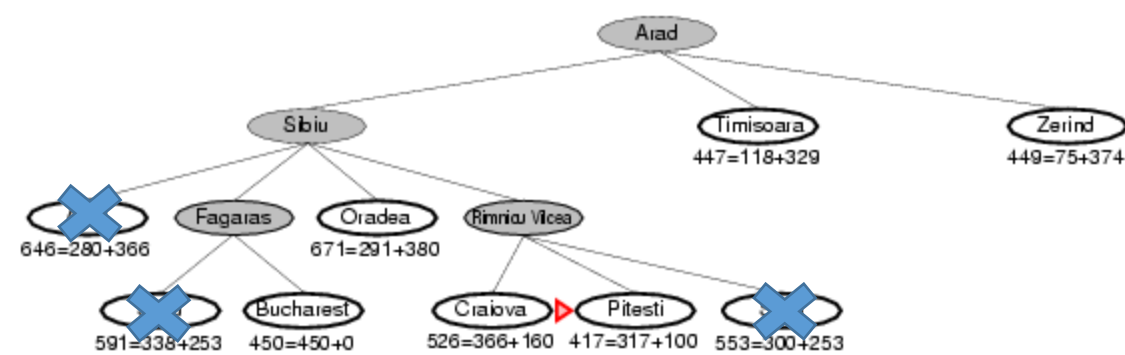 Arad
Sibiu
Timisoara
Zerind
447=118+329
449=75+374
Fagaras
Oradea
Rimnicu Vilcea
646=280+366
671=291+380
Bucharest
Craiova
Pitesti
591=338+253
450=450+0
526=366+160
417=317+100
553=300+253